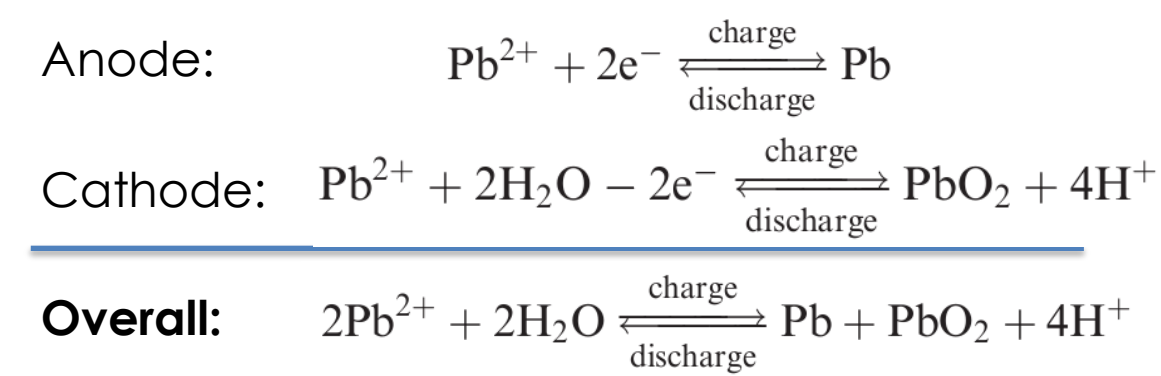 Anode: Pb²⁺ + 2e⁻ ⇌ Pb
charge
discharge
Cathode: Pb²⁺ + 2H₂O − 2e⁻ ⇌ PbO₂ + 4H⁺
charge
discharge
Overall: 2Pb²⁺ + 2H₂O ⇌ Pb + PbO₂ + 4H⁺
charge
discharge